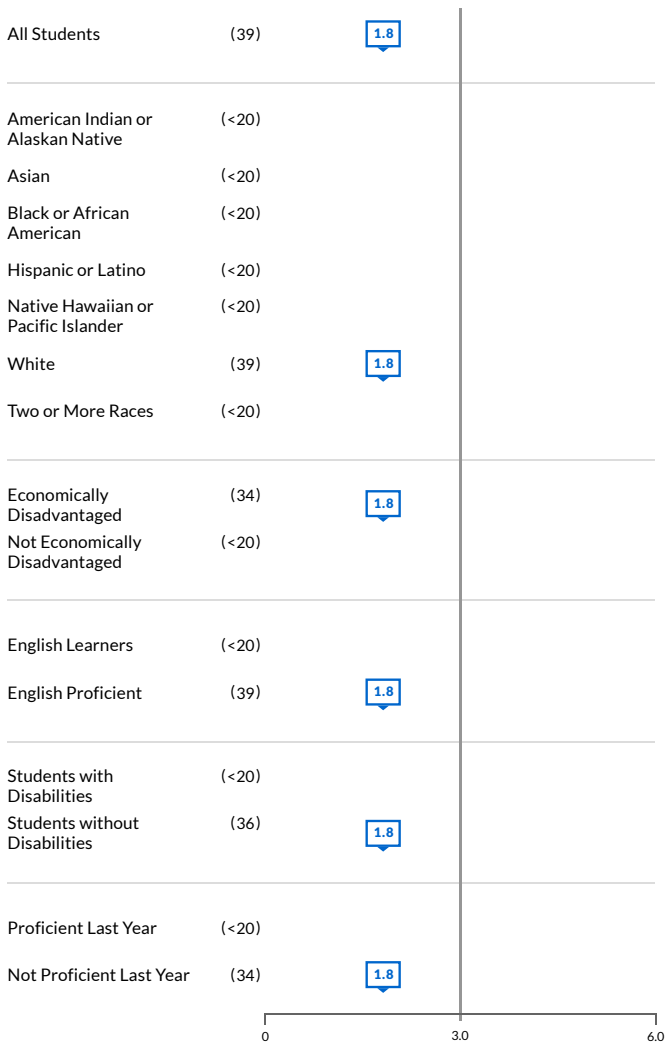 All Students (39) 1.8
American Indian or (<20)
Alaskan Native
Asian (<20)
Black or African (<20)
American
Hispanic or Latino (<20)
Native Hawaiian or (<20)
Pacific Islander
White (39) 1.8
Two or More Races (<20)
Economically (34) 1.8
Disadvantaged
Not Economically (<20)
Disadvantaged
English Learners (<20)
English Proficient (39) 1.8
Students with (<20)
Disabilities
Students without (36) 1.8
Disabilities
Proficient Last Year (<20)
Not Proficient Last Year (34) 1.8
0 3.0 6.0